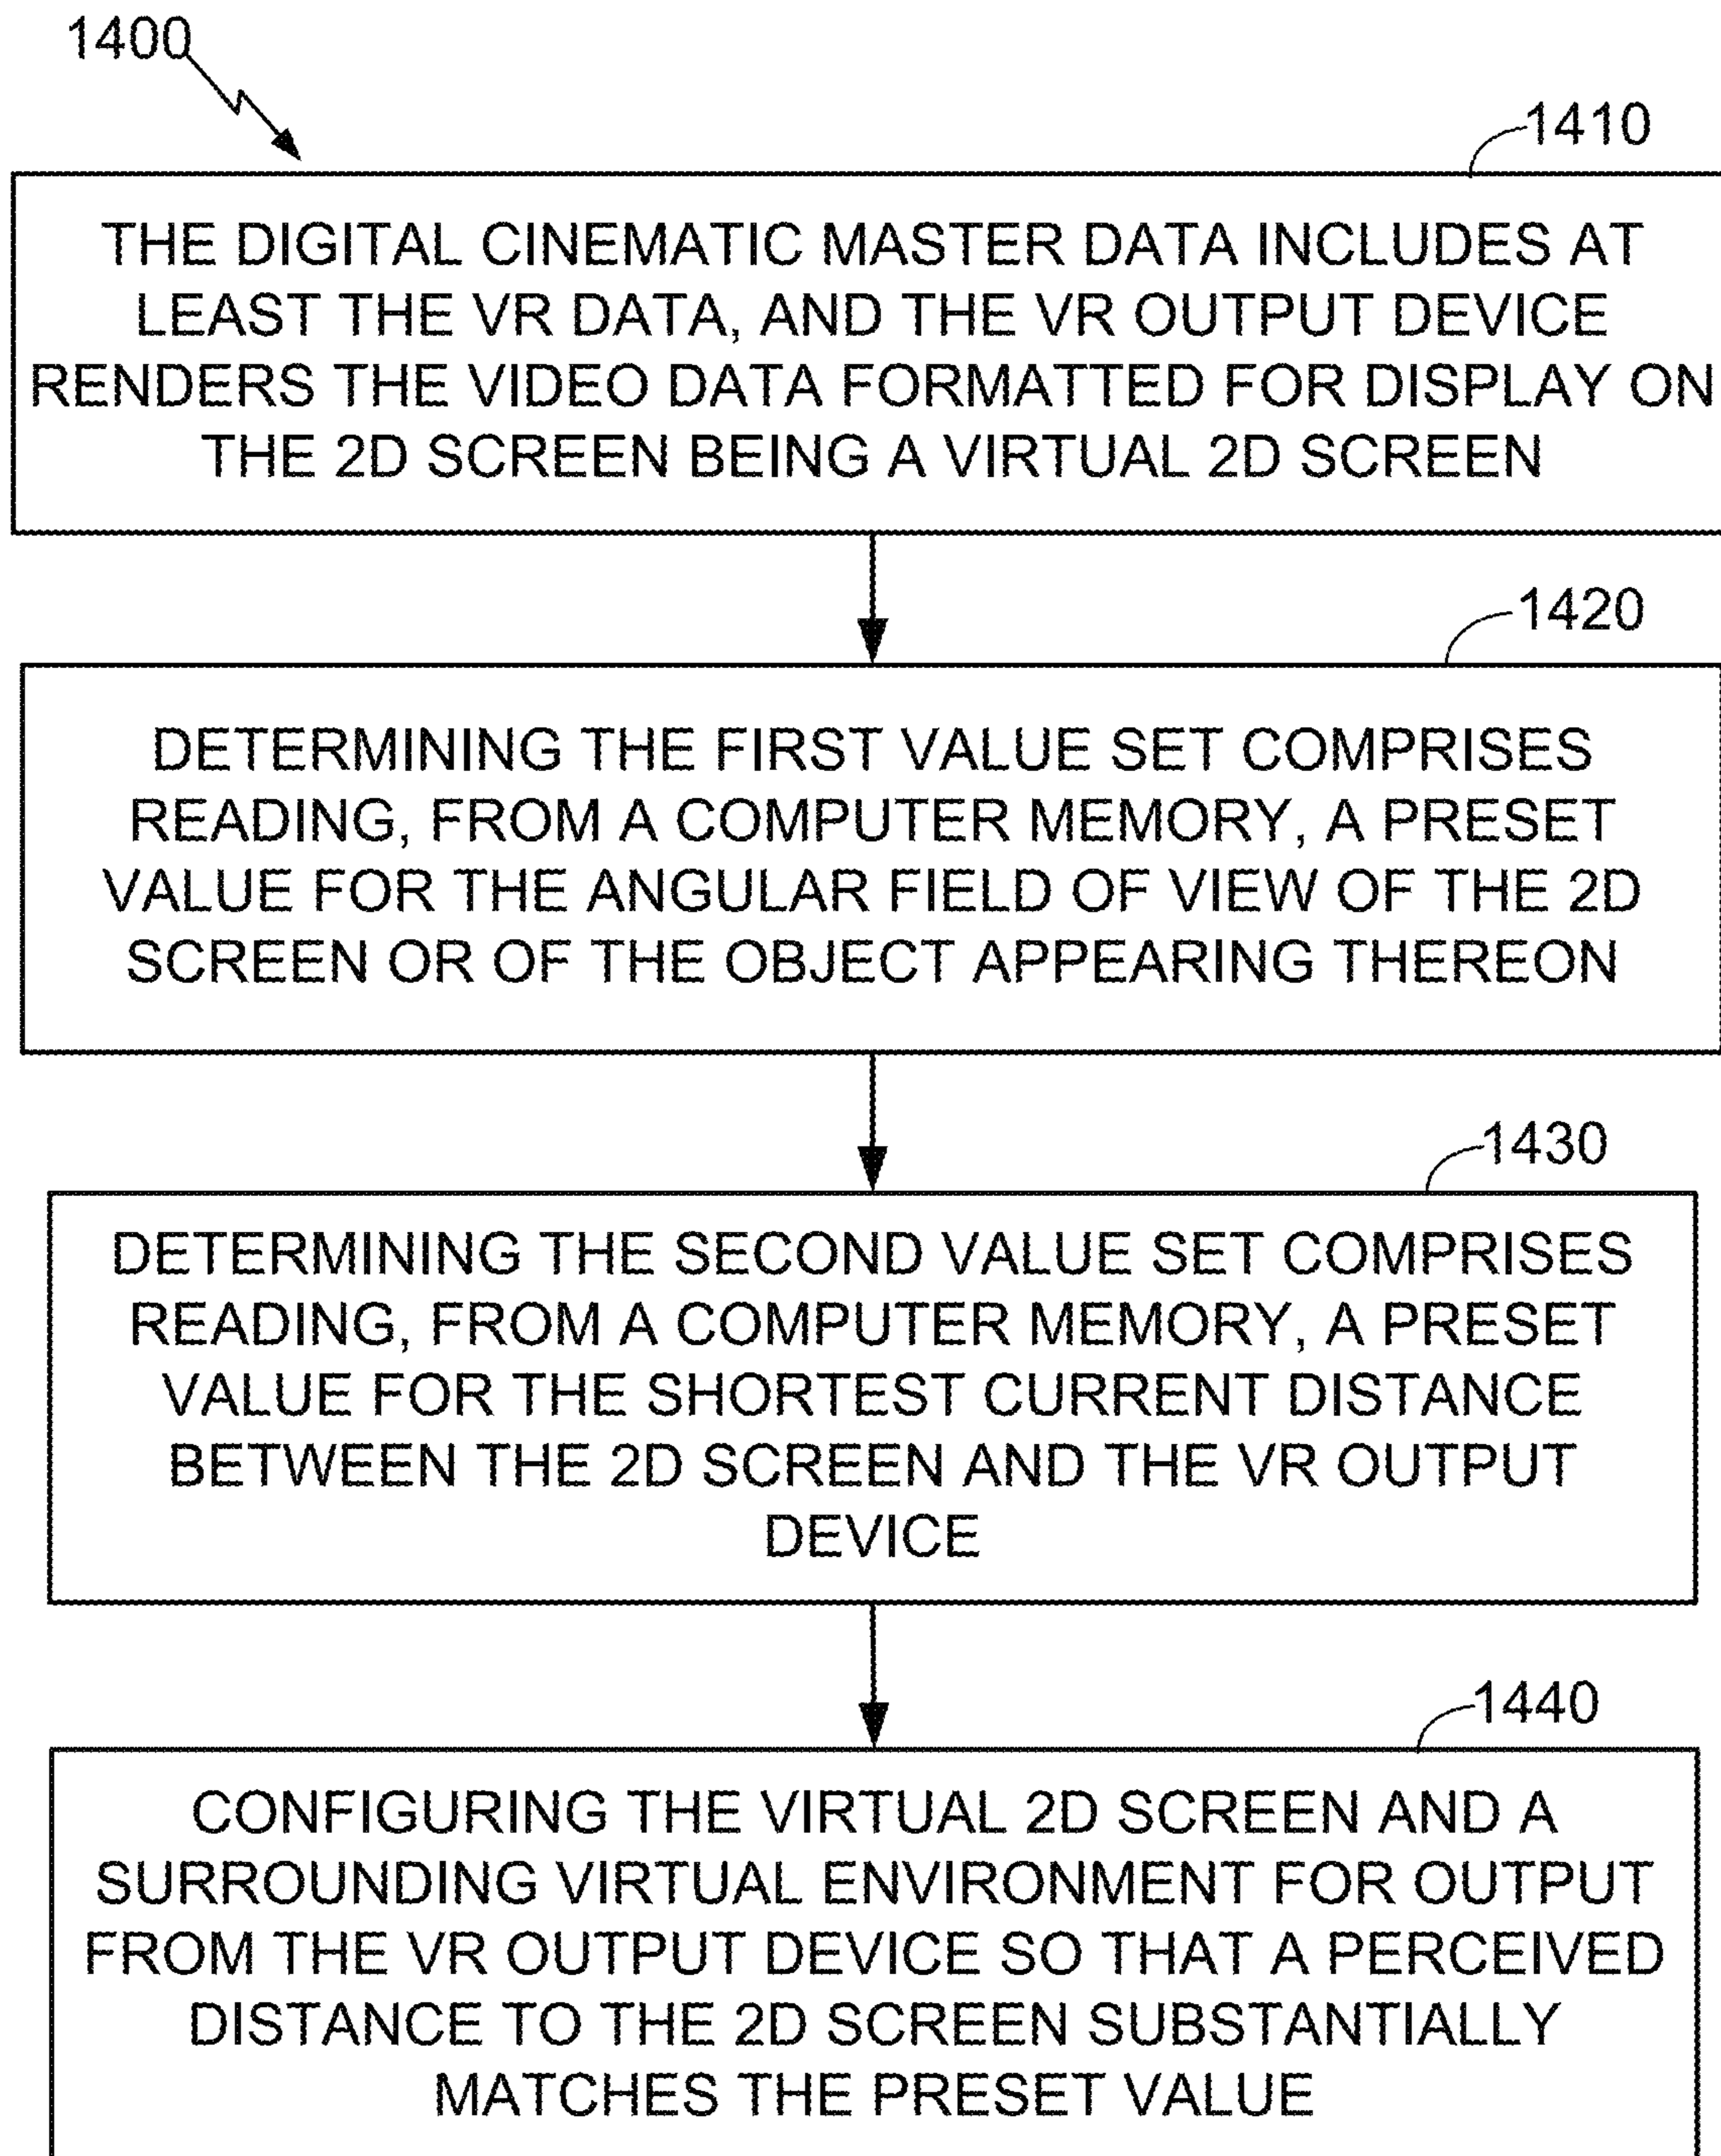 1400
1410
THE DIGITAL CINEMATIC MASTER DATA INCLUDES AT
LEAST THE VR DATA, AND THE VR OUTPUT DEVICE
RENDERS THE VIDEO DATA FORMATTED FOR DISPLAY ON
THE 2D SCREEN BEING A VIRTUAL 2D SCREEN
1420
DETERMINING THE FIRST VALUE SET COMPRISES
READING, FROM A COMPUTER MEMORY, A PRESET
VALUE FOR THE ANGULAR FIELD OF VIEW OF THE 2D
SCREEN OR OF THE OBJECT APPEARING THEREON
1430
DETERMINING THE SECOND VALUE SET COMPRISES
READING, FROM A COMPUTER MEMORY, A PRESET
VALUE FOR THE SHORTEST CURRENT DISTANCE
BETWEEN THE 2D SCREEN AND THE VR OUTPUT
DEVICE
1440
CONFIGURING THE VIRTUAL 2D SCREEN AND A
SURROUNDING VIRTUAL ENVIRONMENT FOR OUTPUT
FROM THE VR OUTPUT DEVICE SO THAT A PERCEIVED
DISTANCE TO THE 2D SCREEN SUBSTANTIALLY
MATCHES THE PRESET VALUE